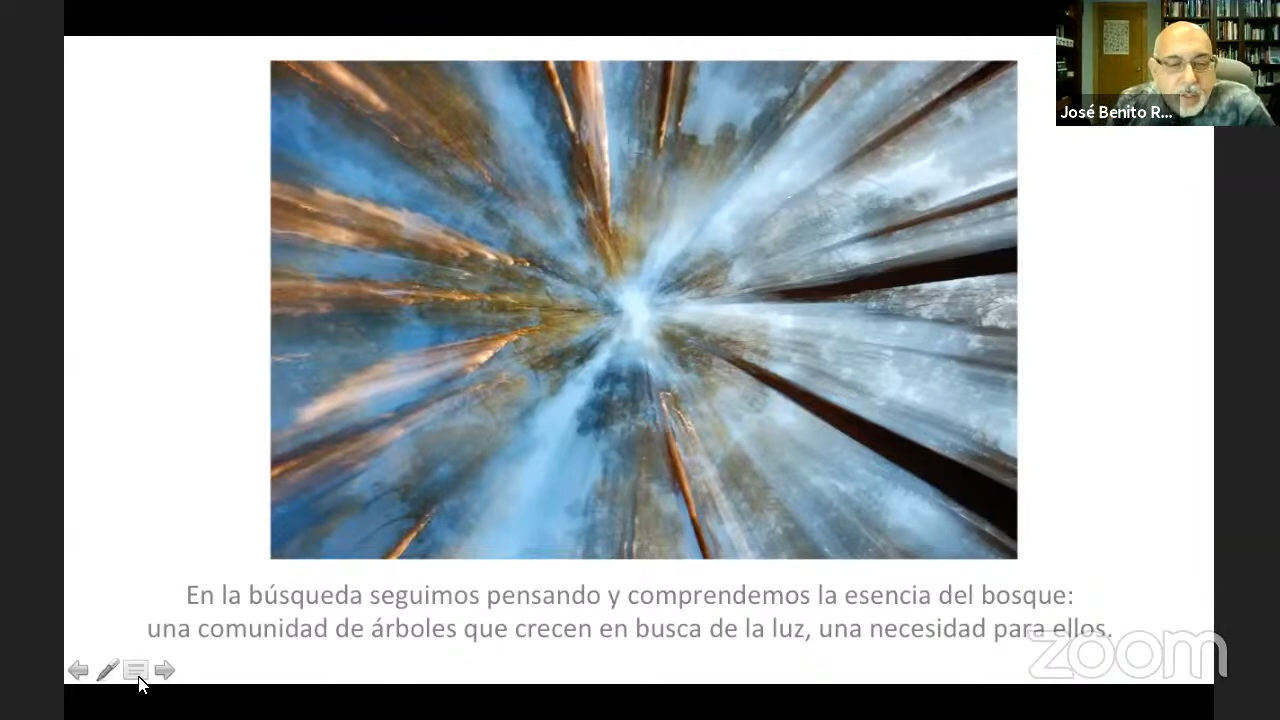 José Benito R...
En la búsqueda seguimos pensando y comprendemos la esencia del bosque:
una comunidad de árboles que crecen en busca de la luz, una necesidad para ellos.
zoom